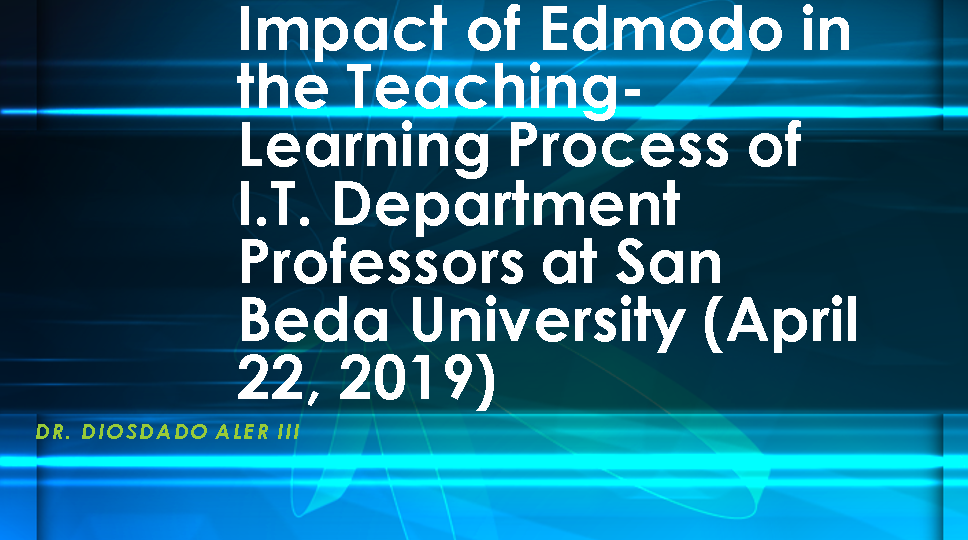 Impact of Edmodo in
the Teaching-
Learning Process of
I.T. Department
Professors at San
Beda University (April
22, 2019)
DR. DIOSDADO ALER III